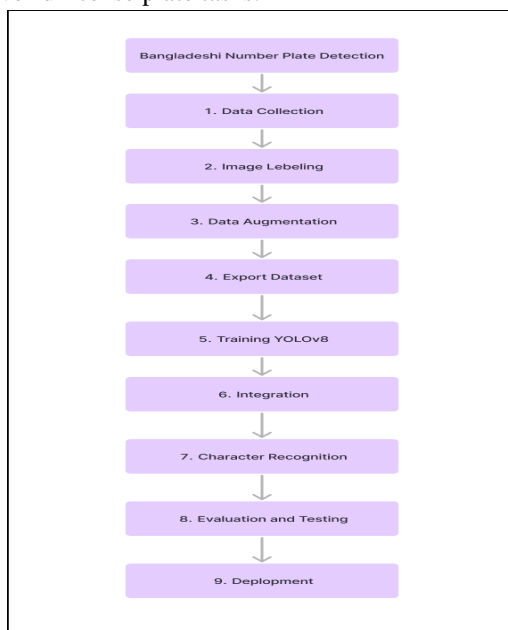 Bangladeshi Number Plate Detection
1. Data Collection
2. Image Lebeling
3. Data Augmentation
4. Export Dataset
5. Training YOLOv8
6. Integration
7. Character Recognition
8. Evaluation and Testing
9. Deplopment